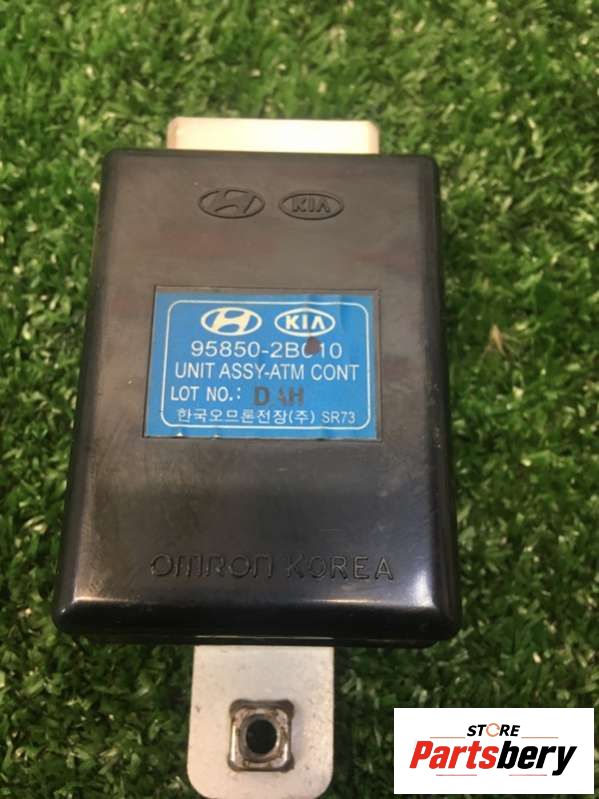 KIA
KIA
95850-2B010
UNIT ASSY-ATM CONT
LOT NO.: DAH
한국오므론전장(주) SR73
OMRON KOREA
STORE
Partsbery